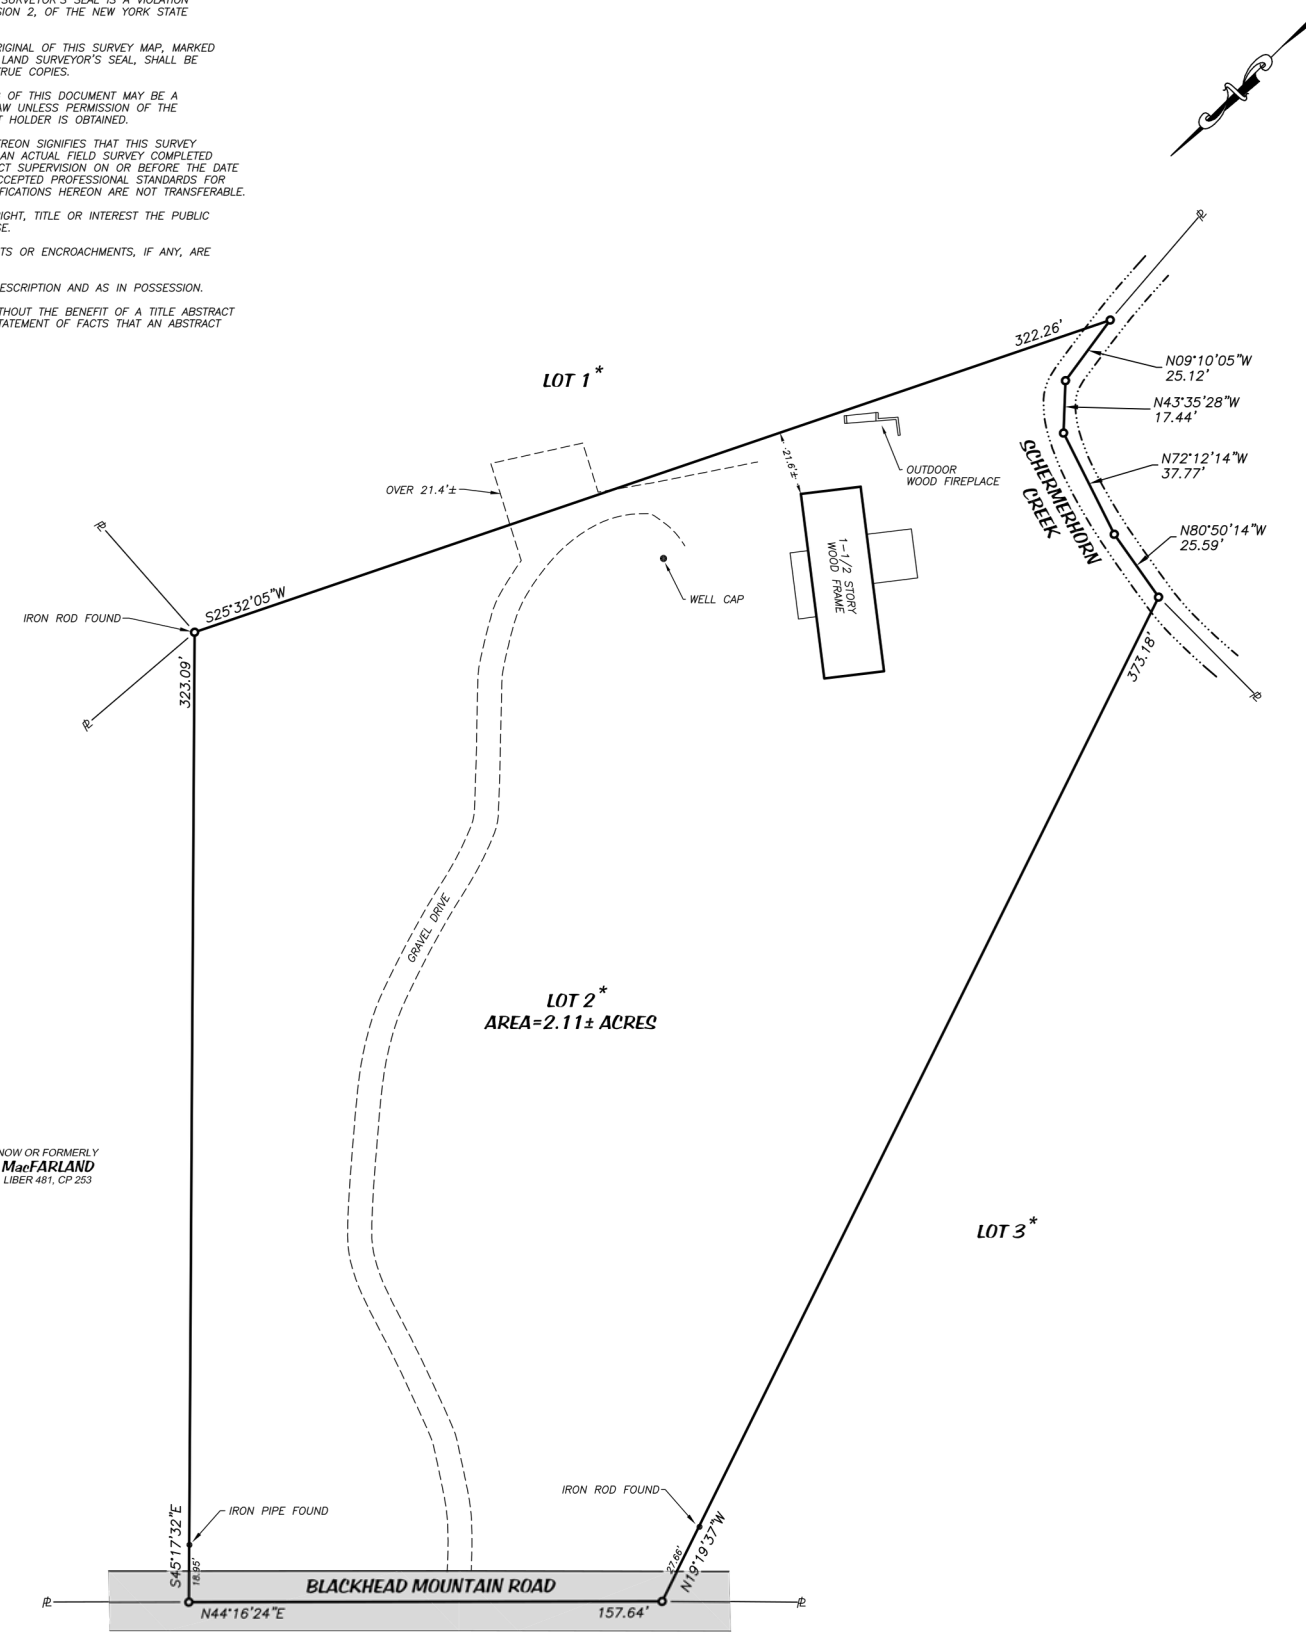 SURVEYOR'S SEAL IS A VIOLATION
SION 2, OF THE NEW YORK STATE
RIGINAL OF THIS SURVEY MAP, MARKED
LAND SURVEYOR'S SEAL, SHALL BE
TRUE COPIES.
OF THIS DOCUMENT MAY BE A
AW UNLESS PERMISSION OF THE
T HOLDER IS OBTAINED.
EREON SIGNIFIES THAT THIS SURVEY
AN ACTUAL FIELD SURVEY COMPLETED
CT SUPERVISION ON OR BEFORE THE DATE
CCEPTED PROFESSIONAL STANDARDS FOR
FICATIONS HEREON ARE NOT TRANSFERABLE.
IGHT, TITLE OR INTEREST THE PUBLIC
SE.
TS OR ENCROACHMENTS, IF ANY, ARE
ESCRIPTION AND AS IN POSSESSION.
THOUT THE BENEFIT OF A TITLE ABSTRACT
TATEMENT OF FACTS THAT AN ABSTRACT
322.26'
N09°10'05"W
25.12'
LOT 1*
N43°35'28"W
17.44'
SCHERMERHORN
CREEK
N72°12'14"W
37.77'
OUTDOOR
WOOD FIREPLACE
21.6'±
OVER 21.4'±
N80°50'14"W
25.59'
1-1/2 STORY
WOOD FRAME
WELL CAP
S25°32'05"W
IRON ROD FOUND
323.09'
373.18'
GRAVEL DRIVE
LOT 2*
AREA=2.11± ACRES
NOW OR FORMERLY
MacFARLAND
LIBER 481, CP 253
LOT 3*
IRON ROD FOUND
IRON PIPE FOUND
S45°17'32"E
18.95'
27.66'
N19°19'37"W
BLACKHEAD MOUNTAIN ROAD
N44°16'24"E
157.64'